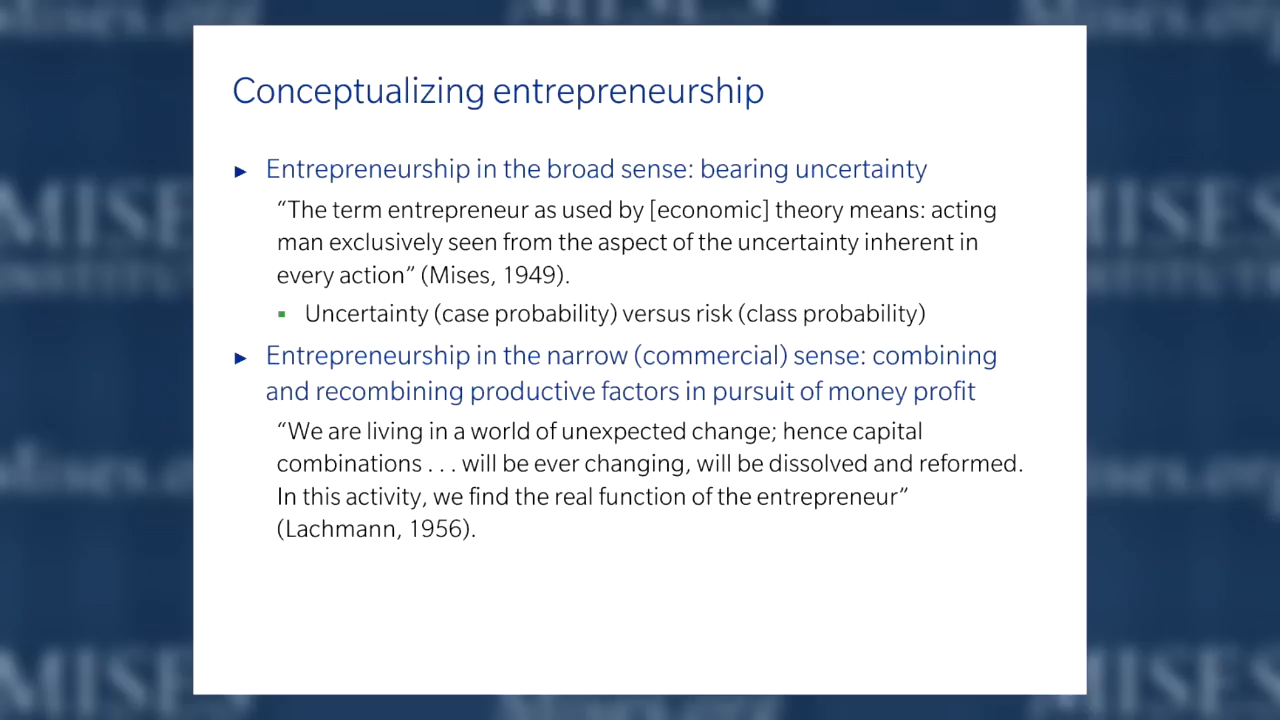 Conceptualizing entrepreneurship
► Entrepreneurship in the broad sense: bearing uncertainty
“The term entrepreneur as used by [economic] theory means: acting
man exclusively seen from the aspect of the uncertainty inherent in
every action” (Mises, 1949).
▪ Uncertainty (case probability) versus risk (class probability)
► Entrepreneurship in the narrow (commercial) sense: combining
and recombining productive factors in pursuit of money profit
“We are living in a world of unexpected change; hence capital
combinations . . . will be ever changing, will be dissolved and reformed.
In this activity, we find the real function of the entrepreneur”
(Lachmann, 1956).